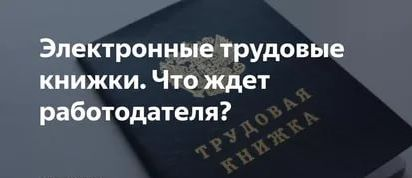 Электронные трудовые
книжки. Что ждет
работодателя?
ТРУДОВАЯ
КНИЖКА